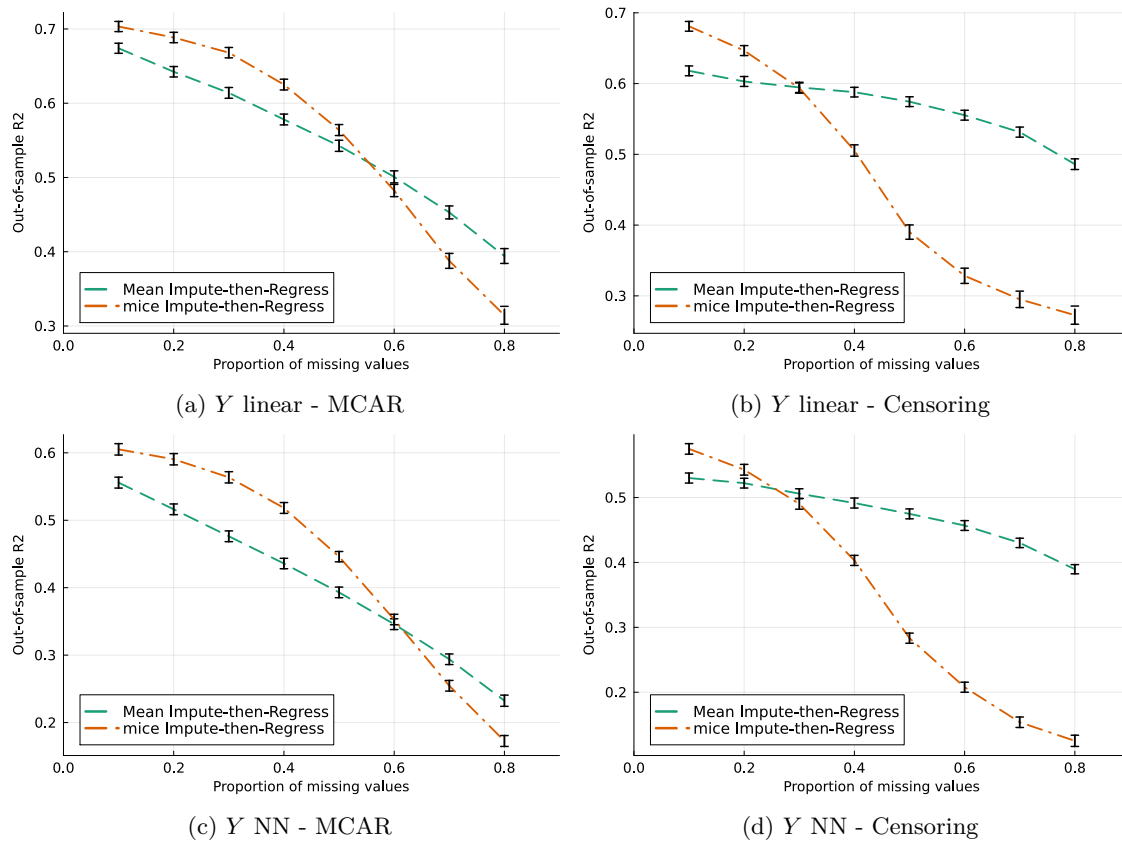 0.7
0.6
0.5
0.4
0.3
Out-of-sample R2
Mean Impute-then-Regress
mice Impute-then-Regress
0.0 0.2 0.4 0.6 0.8
Proportion of missing values
(a) Y linear - MCAR
0.7
0.6
0.5
0.4
0.3
Out-of-sample R2
Mean Impute-then-Regress
mice Impute-then-Regress
0.0 0.2 0.4 0.6 0.8
Proportion of missing values
(b) Y linear - Censoring
0.6
0.5
0.4
0.3
0.2
Out-of-sample R2
Mean Impute-then-Regress
mice Impute-then-Regress
0.0 0.2 0.4 0.6 0.8
Proportion of missing values
(c) Y NN - MCAR
0.5
0.4
0.3
0.2
Out-of-sample R2
Mean Impute-then-Regress
mice Impute-then-Regress
0.0 0.2 0.4 0.6 0.8
Proportion of missing values
(d) Y NN - Censoring